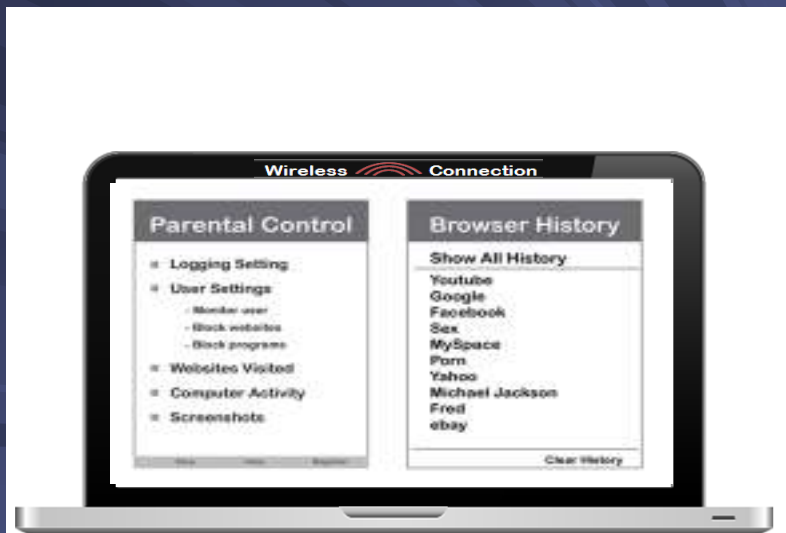 Wireless Connection
Parental Control
Logging Setting
User Settings
- Monitor user
- Block websites
- Block programs
Websites Visited
Computer Activity
Screenshots
Browser History
Show All History
Youtube
Google
Facebook
Sex
MySpace
Porn
Yahoo
Michael Jackson
Fred
ebay
Clear History